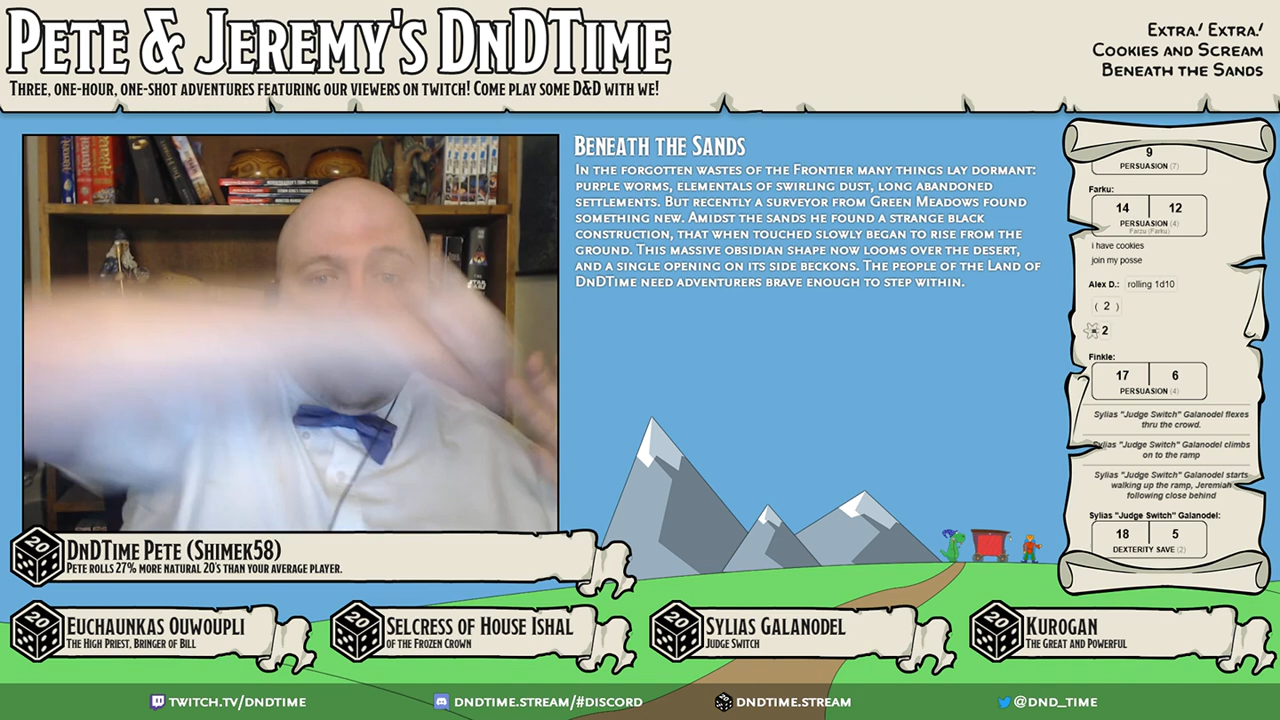 Pete & Jeremy's DnDTime
Three, one-hour, one-shot adventures featuring our viewers on twitch! Come play some D&D with we!
Extra! Extra!
Cookies and Scream
Beneath the Sands
Beneath the Sands
In the forgotten wastes of the Frontier many things lay dormant:
purple worms, elementals of swirling dust, long abandoned
settlements. But recently a surveyor from Green Meadows found
something new. Amidst the sands he found a strange black
construction, that when touched slowly began to rise from the
ground. This massive obsidian shape now looms over the desert,
and a single opening on its side beckons. The people of the Land of
DnDTime need adventurers brave enough to step within.
9
PERSUASION (7)
Farku:
14 12
PERSUASION (4)
Farzu (Farku)
i have cookies
join my posse
Alex D.: rolling 1d10
( 2 )
2
Finkle:
17 6
PERSUASION (4)
Sylias "Judge Switch" Galanodel flexes
thru the crowd.
Sylias "Judge Switch" Galanodel climbs
on to the ramp
Sylias "Judge Switch" Galanodel starts
walking up the ramp, Jeremiah
following close behind
Sylias "Judge Switch" Galanodel:
18 5
DEXTERITY SAVE (2)
20
DnDTime Pete (Shimek58)
Pete rolls 27% more natural 20's than your average player.
20
Euchaunkas Ouwoupli
The High Priest, Bringer of Bill
20
Selcress of House Ishal
of the Frozen Crown
20
Sylias Galanodel
Judge Switch
20
Kurogan
The Great and Powerful
twitch.tv/dndtime
dndtime.stream/#discord
dndtime.stream
@dnd_time